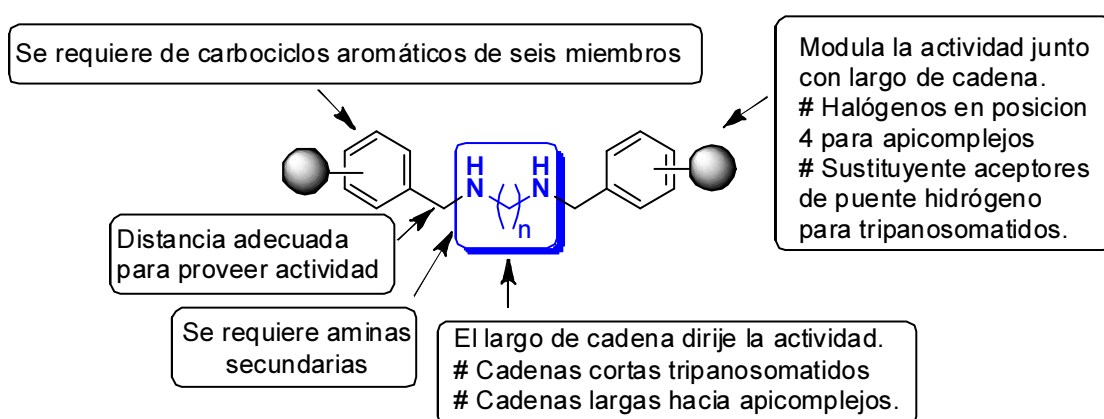 Se requiere de carbociclos aromáticos de seis miembros
Modula la actividad junto
con largo de cadena.
# Halógenos en posicion
4 para apicomplejos
# Sustituyente aceptores
de puente hidrógeno
para tripanosomatidos.
H
N
H
N
n
Distancia adecuada
para proveer actividad
Se requiere aminas
secundarias
El largo de cadena dirije la actividad.
# Cadenas cortas tripanosomatidos
# Cadenas largas hacia apicomplejos.